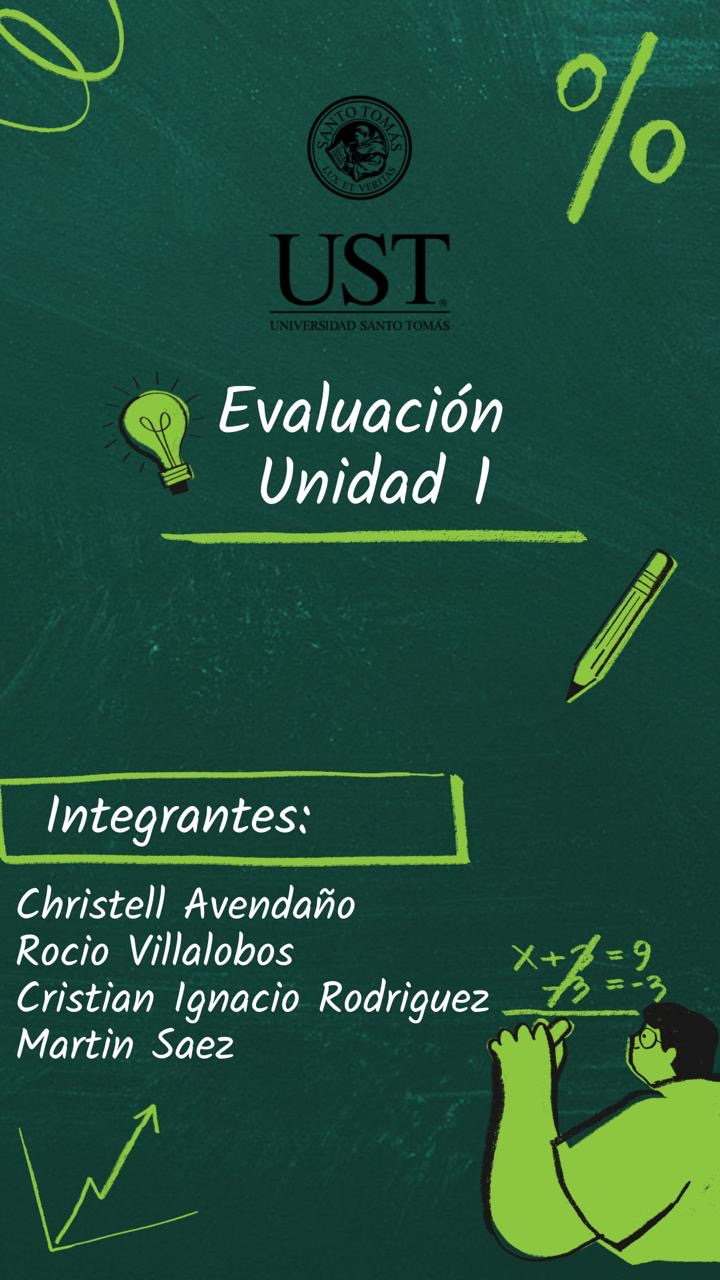 SANTO TOMÁS
LUX ET VERITAS
UST®
UNIVERSIDAD SANTO TOMÁS
%
Evaluación
Unidad 1
Integrantes:
Christell Avendaño
Rocio Villalobos
Cristian Ignacio Rodriguez
Martin Saez
x+3=9
-3=-3